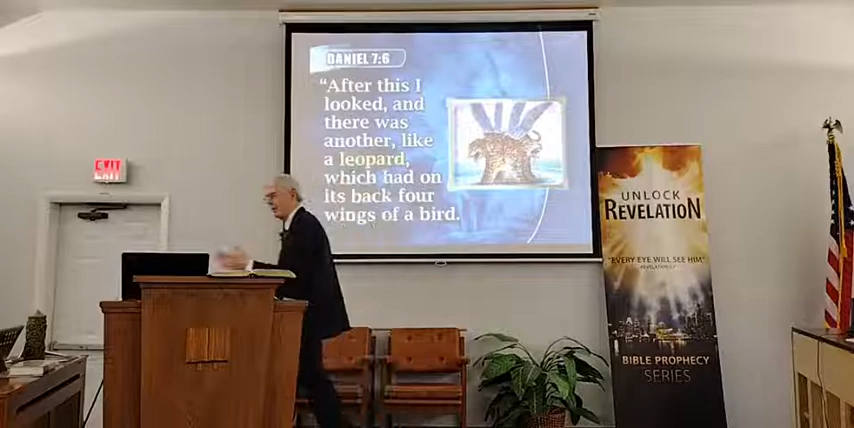 DANIEL 7:6
"After this I
looked, and
there was
another, like
a leopard,
which had on
its back four
wings of a bird.
EXIT
UNLOCK
REVELATION
"EVERY EYE WILL SEE HIM"
BIBLE PROPHECY
SERIES